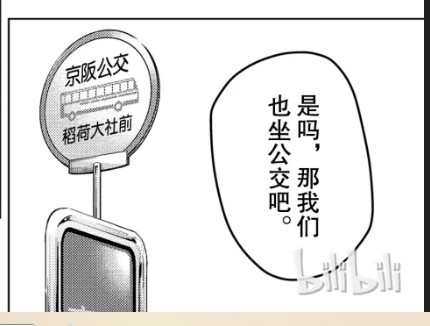 京阪公交
稻荷大社前
是吗，那我们
也坐公交吧。
bilibili